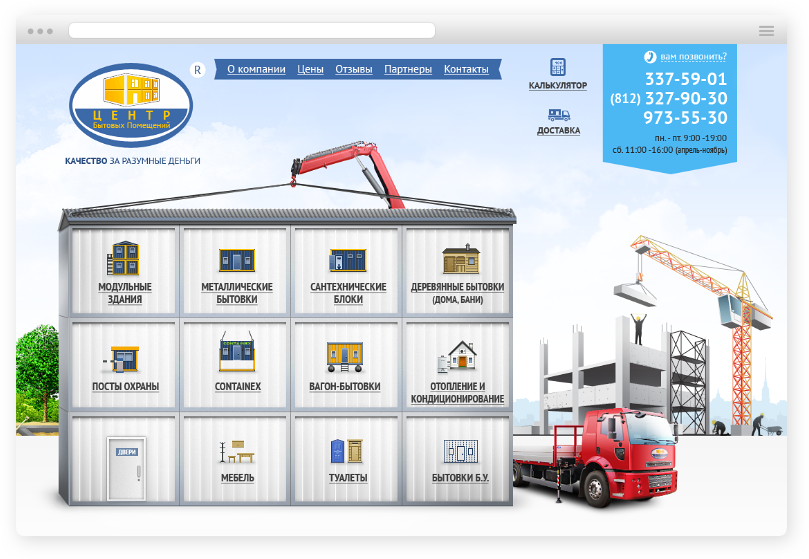 ЦЕНТР
Бытовых Помещений
R
КАЧЕСТВО ЗА РАЗУМНЫЕ ДЕНЬГИ
О компании Цены Отзывы Партнеры Контакты
КАЛЬКУЛЯТОР
ДОСТАВКА
вам позвонить?
337-59-01
(812) 327-90-30
973-55-30
пн. - пт. 9:00 -19:00
сб. 11:00 -16:00 (апрель-ноябрь)
МОДУЛЬНЫЕ
ЗДАНИЯ
МЕТАЛЛИЧЕСКИЕ
БЫТОВКИ
САНТЕХНИЧЕСКИЕ
БЛОКИ
ДЕРЕВЯННЫЕ БЫТОВКИ
(ДОМА, БАНИ)
ПОСТЫ ОХРАНЫ
CONTAINEX
CONTAINEX
ВАГОН-БЫТОВКИ
ОТОПЛЕНИЕ И
КОНДИЦИОНИРОВАНИЕ
ДВЕРИ
МЕБЕЛЬ
ТУАЛЕТЫ
БЫТОВКИ Б.У.